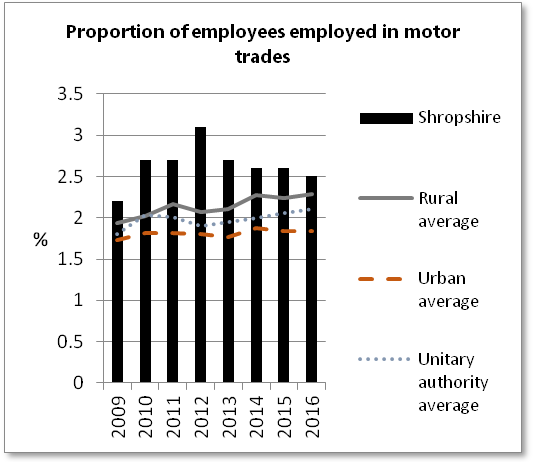 Proportion of employees employed in motor
trades
3.5
3
2.5
2
1.5
1
0.5
0
%
2009
2010
2011
2012
2013
2014
2015
2016
Shropshire
Rural
average
Urban
average
Unitary
authority
average